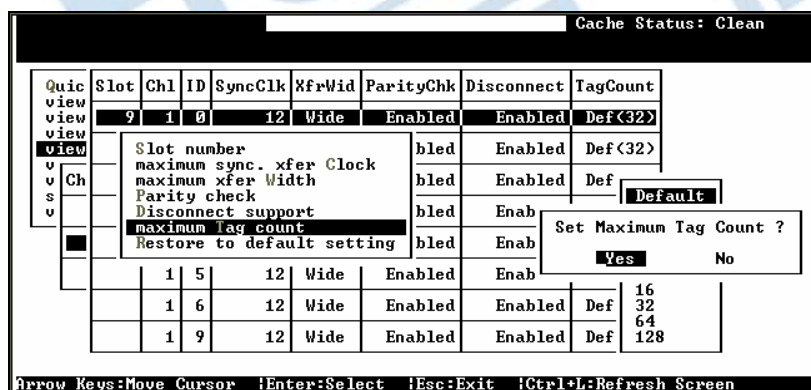 Cache Status: Clean
Quic
view
view
view
view
v
v
s
v
Ch
Slot Chl ID SyncClk XfrWid ParityChk Disconnect TagCount
9 1 0 12 Wide Enabled Enabled Def(32)
bled Enabled Def(32)
bled Enabled Def
bled Enab
bled Enab
1 5 12 Wide Enabled Enab
1 6 12 Wide Enabled Enabled Def
1 9 12 Wide Enabled Enabled Def
Slot number
maximum sync. xfer Clock
maximum xfer Width
Parity check
Disconnect support
maximum Tag count
Restore to default setting
Default
Set Maximum Tag Count ?
Yes No
16
32
64
128
Arrow Keys:Move Cursor |Enter:Select |Esc:Exit |Ctrl+L:Refresh Screen